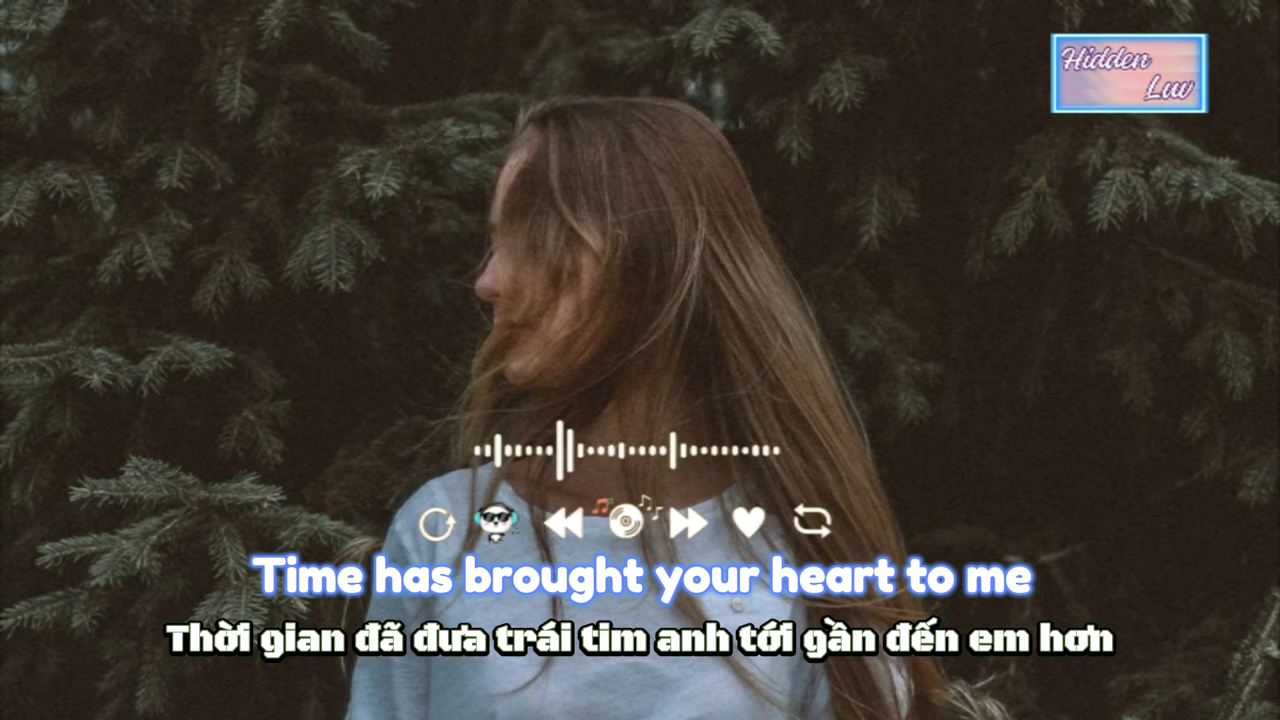 Hidden
Luv
Time has brought your heart to me
Thời gian đã đưa trái tim anh tới gần đến em hơn